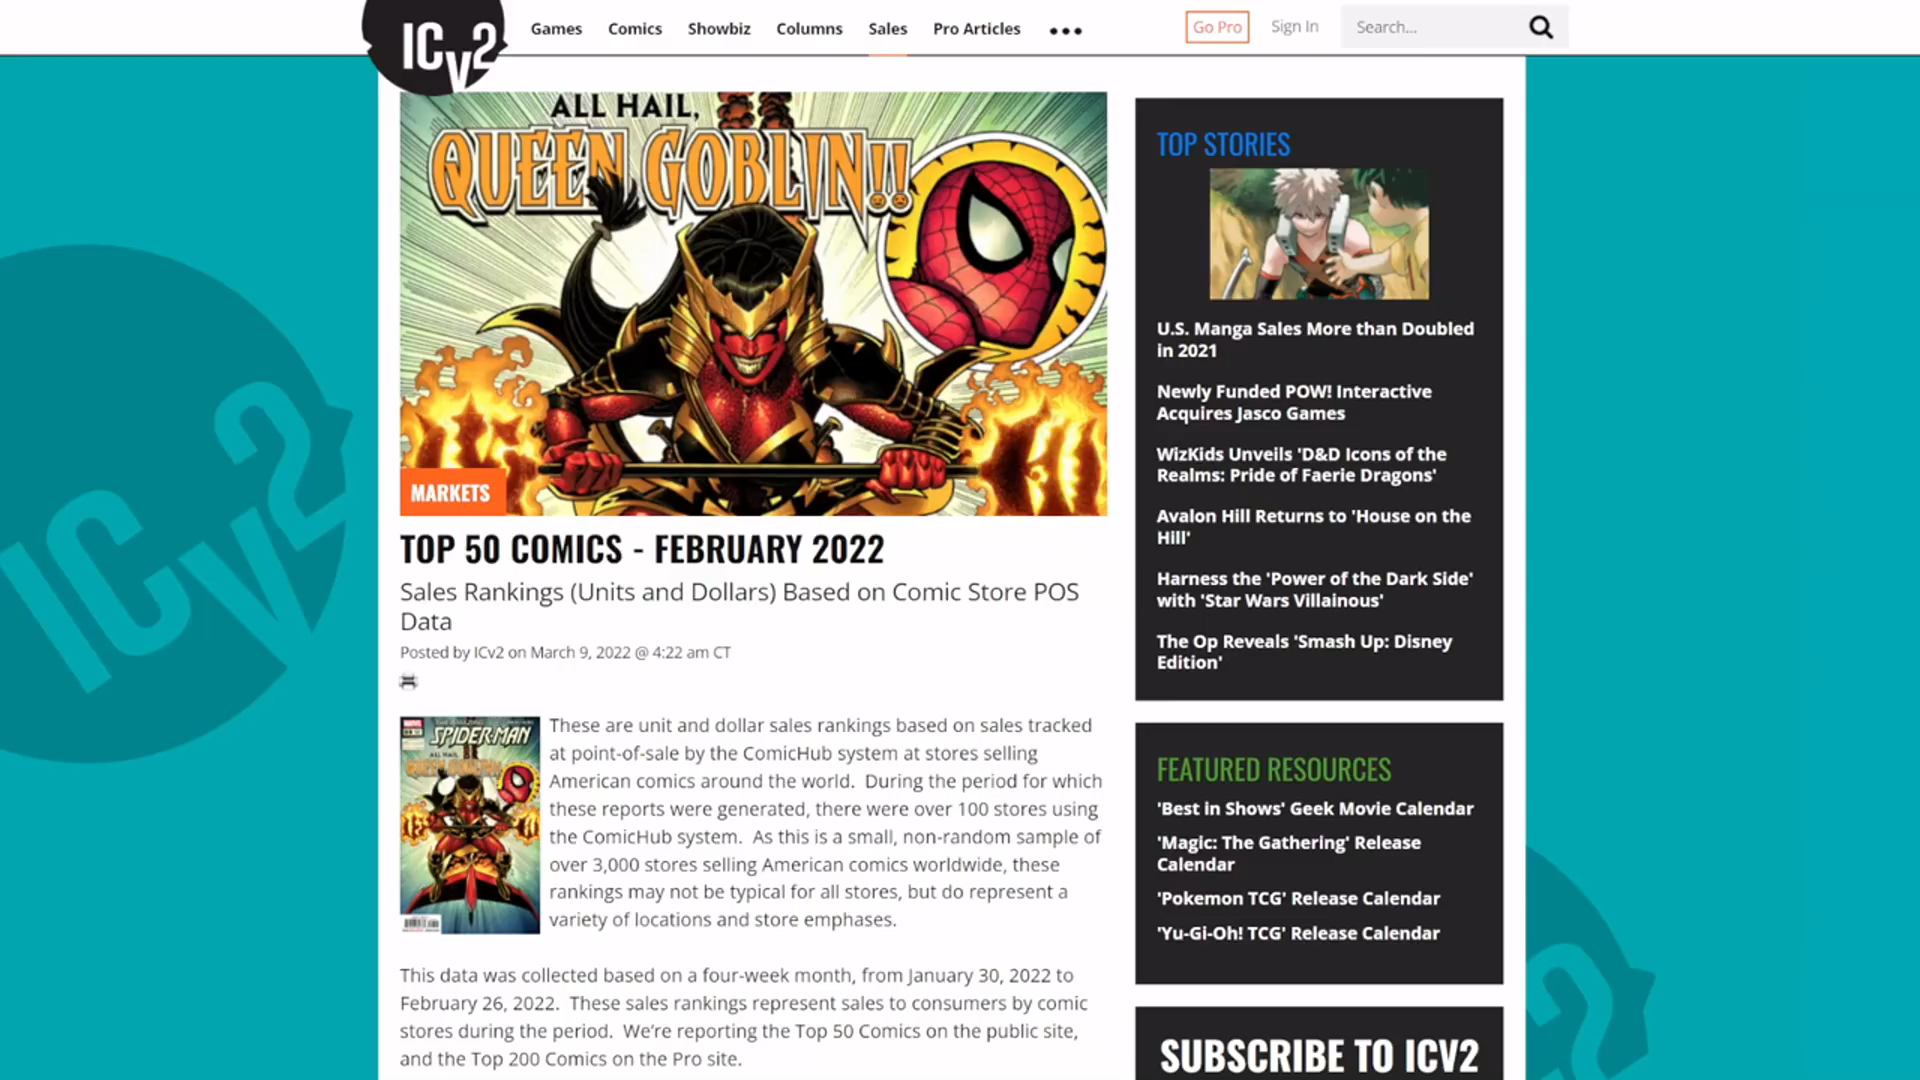 ICv2
Games Comics Showbiz Columns Sales Pro Articles ●●●
Go Pro Sign In Search...
ALL HAIL,
QUEEN GOBLIN!!
MARKETS
TOP 50 COMICS - FEBRUARY 2022
Sales Rankings (Units and Dollars) Based on Comic Store POS
Data
Posted by ICv2 on March 9, 2022 @ 4:22 am CT
MARVEL
SPIDER-MAN
ALL HAIL,
QUEEN GOBLIN!!
These are unit and dollar sales rankings based on sales tracked
at point-of-sale by the ComicHub system at stores selling
American comics around the world. During the period for which
these reports were generated, there were over 100 stores using
the ComicHub system. As this is a small, non-random sample of
over 3,000 stores selling American comics worldwide, these
rankings may not be typical for all stores, but do represent a
variety of locations and store emphases.
This data was collected based on a four-week month, from January 30, 2022 to
February 26, 2022. These sales rankings represent sales to consumers by comic
stores during the period. We're reporting the Top 50 Comics on the public site,
and the Top 200 Comics on the Pro site.
TOP STORIES
U.S. Manga Sales More than Doubled
in 2021
Newly Funded POW! Interactive
Acquires Jasco Games
WizKids Unveils 'D&D Icons of the
Realms: Pride of Faerie Dragons'
Avalon Hill Returns to 'House on the
Hill'
Harness the 'Power of the Dark Side'
with 'Star Wars Villainous'
The Op Reveals 'Smash Up: Disney
Edition'
FEATURED RESOURCES
'Best in Shows' Geek Movie Calendar
'Magic: The Gathering' Release
Calendar
'Pokemon TCG' Release Calendar
'Yu-Gi-Oh! TCG' Release Calendar
SUBSCRIBE TO ICV2
ICv2
ICv2